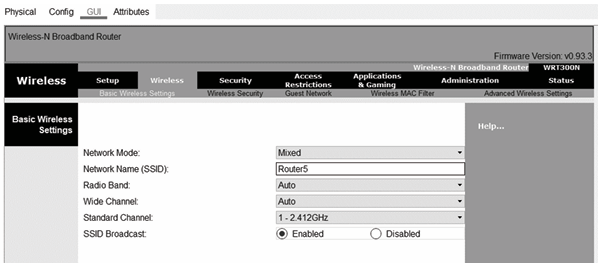 Physical Config GUI Attributes
Wireless-N Broadband Router
Firmware Version: v0.93.3
Wireless-N Broadband Router WRT300N
Wireless
Setup Wireless Security Access Restrictions Applications & Gaming Administration Status
Basic Wireless Settings Wireless Security Guest Network Wireless MAC Filter Advanced Wireless Settings
Basic Wireless
Settings
Help...
Network Mode: Mixed
Network Name (SSID): Router5
Radio Band: Auto
Wide Channel: Auto
Standard Channel: 1 - 2.412GHz
SSID Broadcast: Enabled Disabled